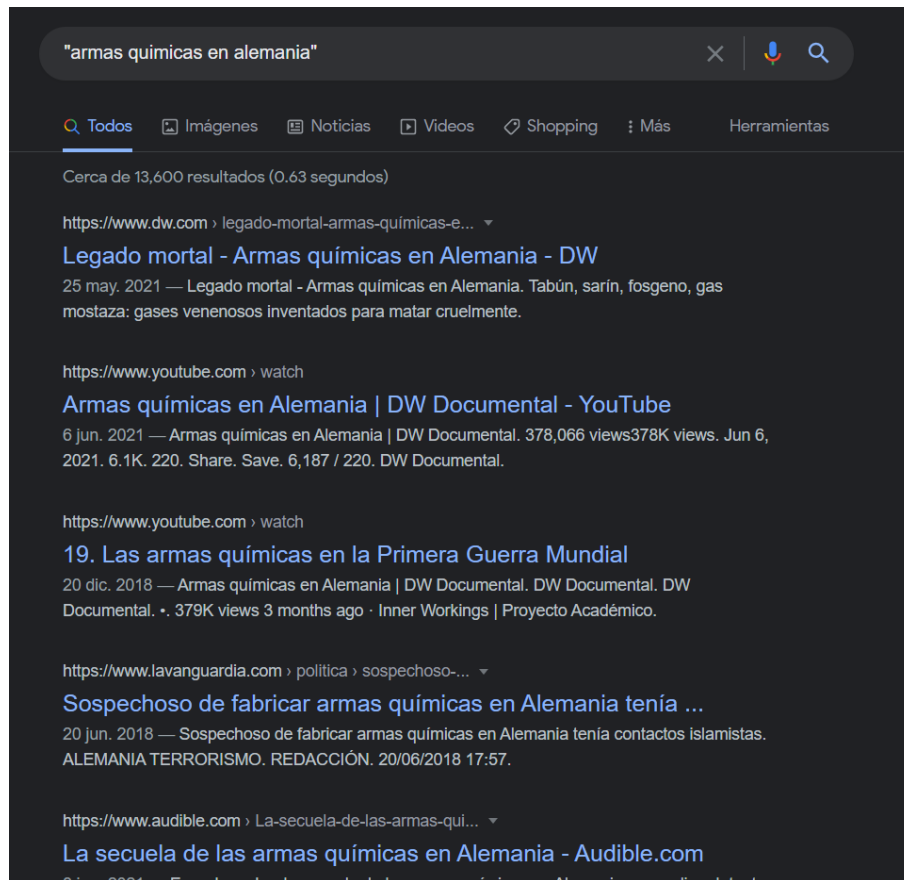 "armas quimicas en alemania"
Todos Imágenes Noticias Videos Shopping Más Herramientas
Cerca de 13,600 resultados (0.63 segundos)
https://www.dw.com › legado-mortal-armas-químicas-e...
Legado mortal - Armas químicas en Alemania - DW
25 may. 2021 — Legado mortal - Armas químicas en Alemania. Tabún, sarín, fosgeno, gas
mostaza: gases venenosos inventados para matar cruelmente.
https://www.youtube.com › watch
Armas químicas en Alemania | DW Documental - YouTube
6 jun. 2021 — Armas químicas en Alemania | DW Documental. 378,066 views378K views. Jun 6,
2021. 6.1K. 220. Share. Save. 6,187 / 220. DW Documental.
https://www.youtube.com › watch
19. Las armas químicas en la Primera Guerra Mundial
20 dic. 2018 — Armas químicas en Alemania | DW Documental. DW Documental. DW
Documental. •. 379K views 3 months ago · Inner Workings | Proyecto Académico.
https://www.lavanguardia.com › politica › sospechoso-...
Sospechoso de fabricar armas químicas en Alemania tenía ...
20 jun. 2018 — Sospechoso de fabricar armas químicas en Alemania tenía contactos islamistas.
ALEMANIA TERRORISMO. REDACCIÓN. 20/06/2018 17:57.
https://www.audible.com › La-secuela-de-las-armas-qui...
La secuela de las armas químicas en Alemania - Audible.com